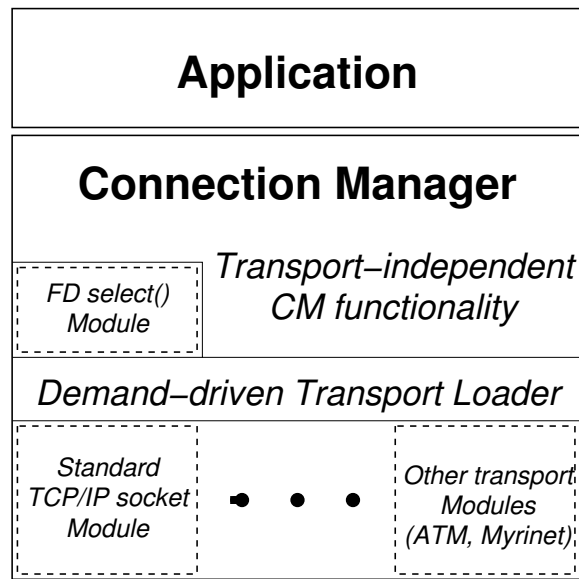 Application
Connection Manager
Transport–independent
CM functionality
FD select()
Module
Demand–driven Transport Loader
Standard
TCP/IP socket
Module
Other transport
Modules
(ATM, Myrinet)